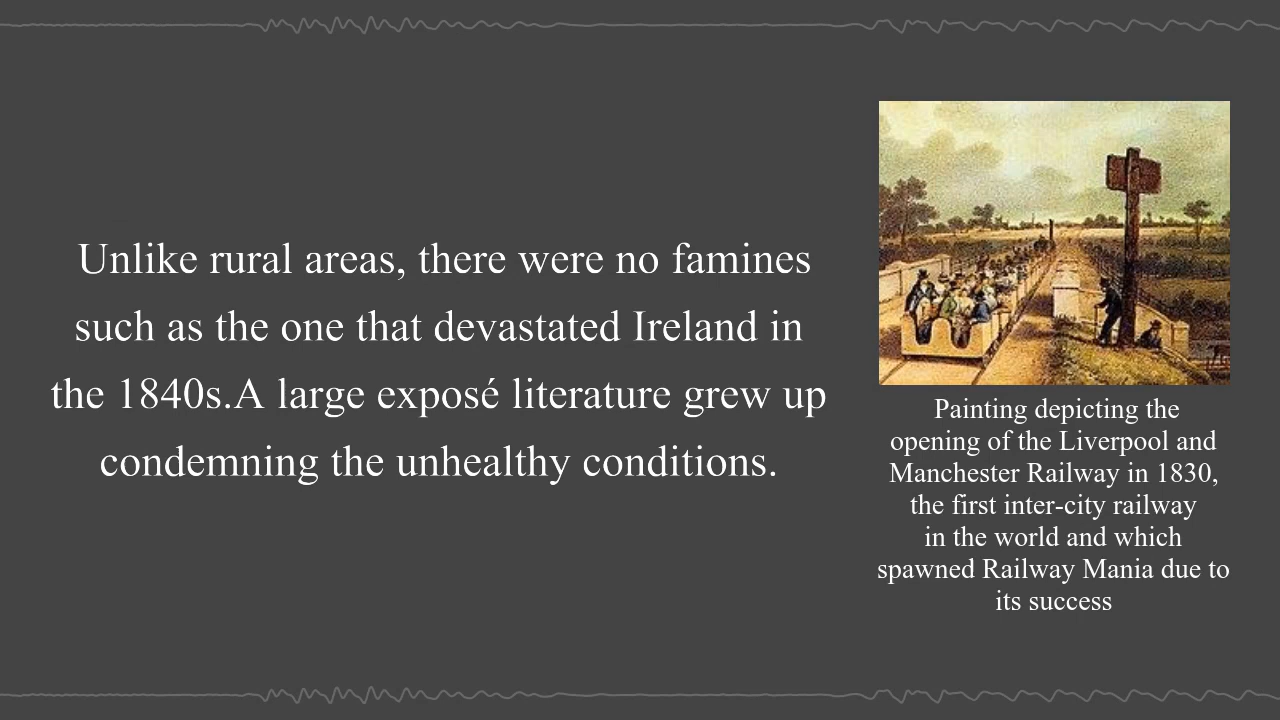 Unlike rural areas, there were no famines
such as the one that devastated Ireland in
the 1840s.A large exposé literature grew up
condemning the unhealthy conditions.
Painting depicting the
opening of the Liverpool and
Manchester Railway in 1830,
the first inter-city railway
in the world and which
spawned Railway Mania due to
its success